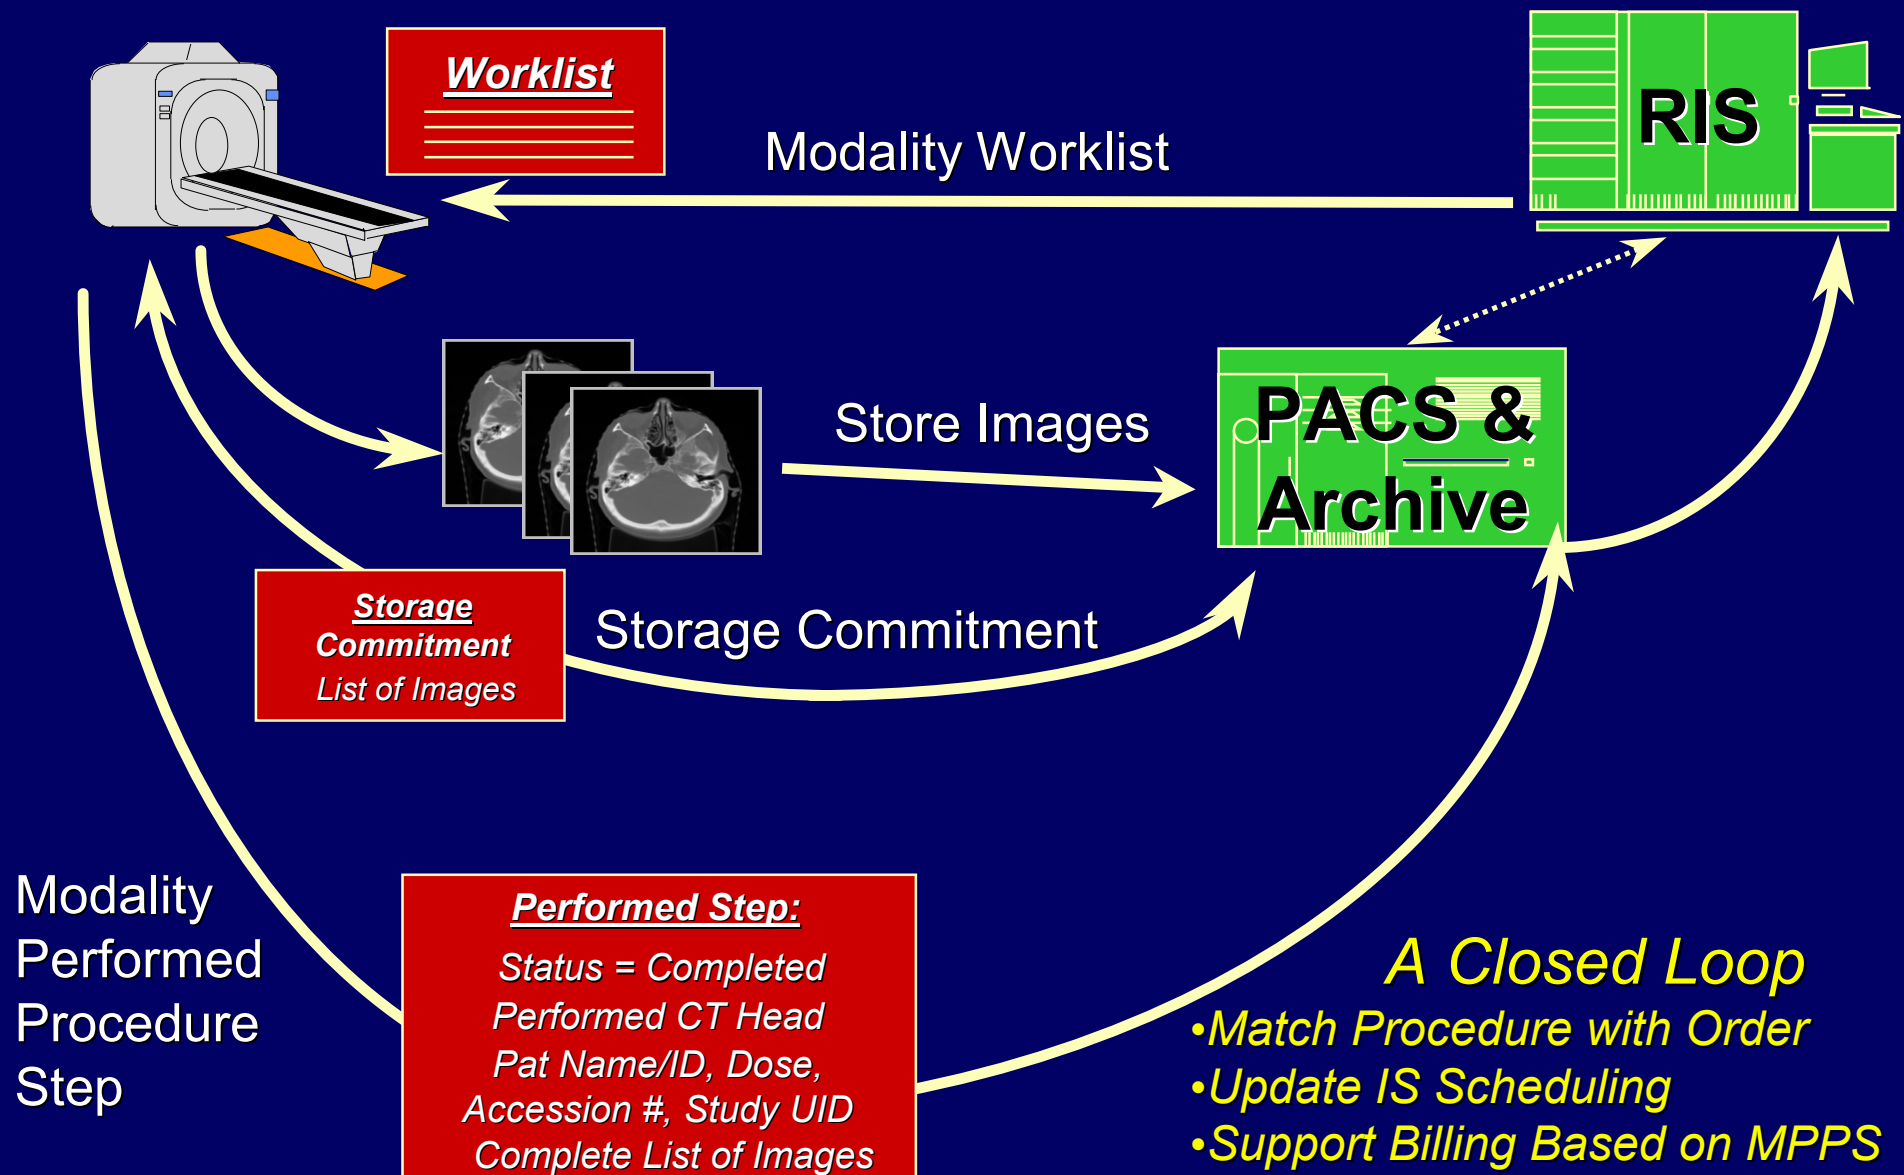 Worklist
Modality Worklist
RIS
Store Images
PACS &
Archive
Storage
Commitment
List of Images
Storage Commitment
Modality
Performed
Procedure
Step
Performed Step:
Status = Completed
Performed CT Head
Pat Name/ID, Dose,
Accession #, Study UID
Complete List of Images
A Closed Loop
•Match Procedure with Order
•Update IS Scheduling
•Support Billing Based on MPPS